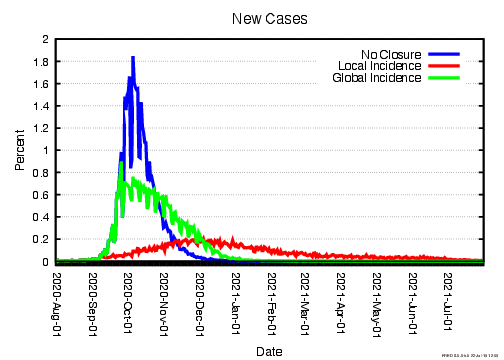 New Cases
No Closure
Local Incidence
Global Incidence
Percent
2
1.8
1.6
1.4
1.2
1
0.8
0.6
0.4
0.2
0
2020-Aug-01
2020-Sep-01
2020-Oct-01
2020-Nov-01
2020-Dec-01
2021-Jan-01
2021-Feb-01
2021-Mar-01
2021-Apr-01
2021-May-01
2021-Jun-01
2021-Jul-01
Date